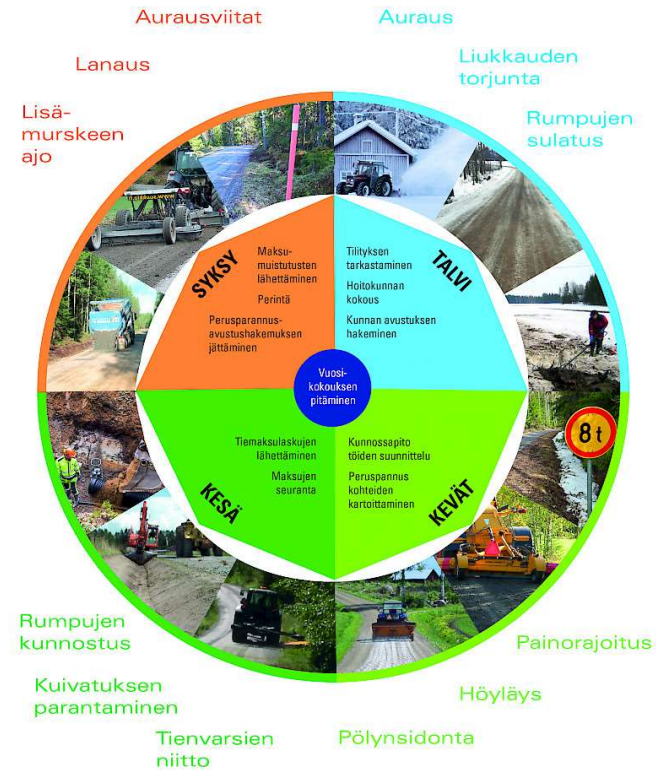 Aurausviitat
Auraus
Lanaus
Liukkauden
torjunta
Lisä-
murskeen
ajo
Rumpujen
sulatus
SYKSY
Maksu-
muistutusten
lähettäminen
Perintä
Perusparannus-
avustushakemuksen
jättäminen
TALVI
Tilityksen
tarkastaminen
Hoitokunnan
kokous
Kunnan avustuksen
hakeminen
Vuosi-
kokouksen
pitäminen
KESÄ
Tiemaksulaskujen
lähettäminen
Maksujen
seuranta
KEVÄT
Kunnossapito
töiden suunnittelu
Peruspannus
kohteiden
kartoittaminen
8t
Rumpujen
kunnostus
Kuivatuksen
parantaminen
Tienvarsien
niitto
Pölynsidonta
Höyläys
Painorajoitus